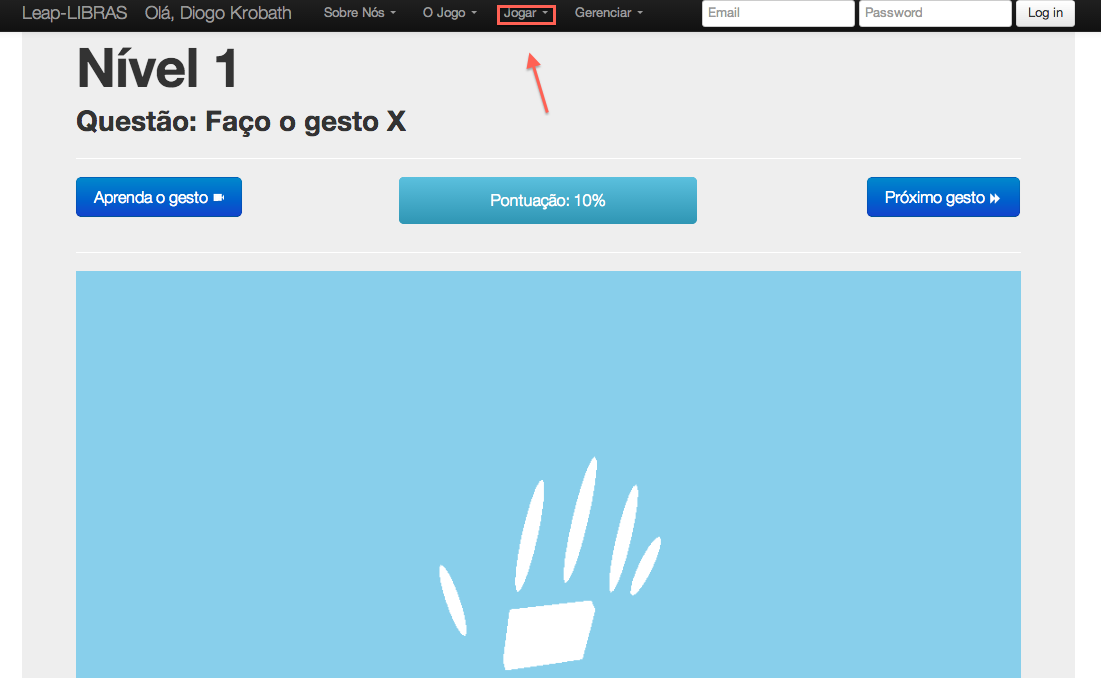 Leap-LIBRAS Olá, Diogo Krobath Sobre Nós O Jogo Jogar Gerenciar Email Password Log in
Nível 1
Questão: Faço o gesto X
Aprenda o gesto Pontuação: 10% Próximo gesto